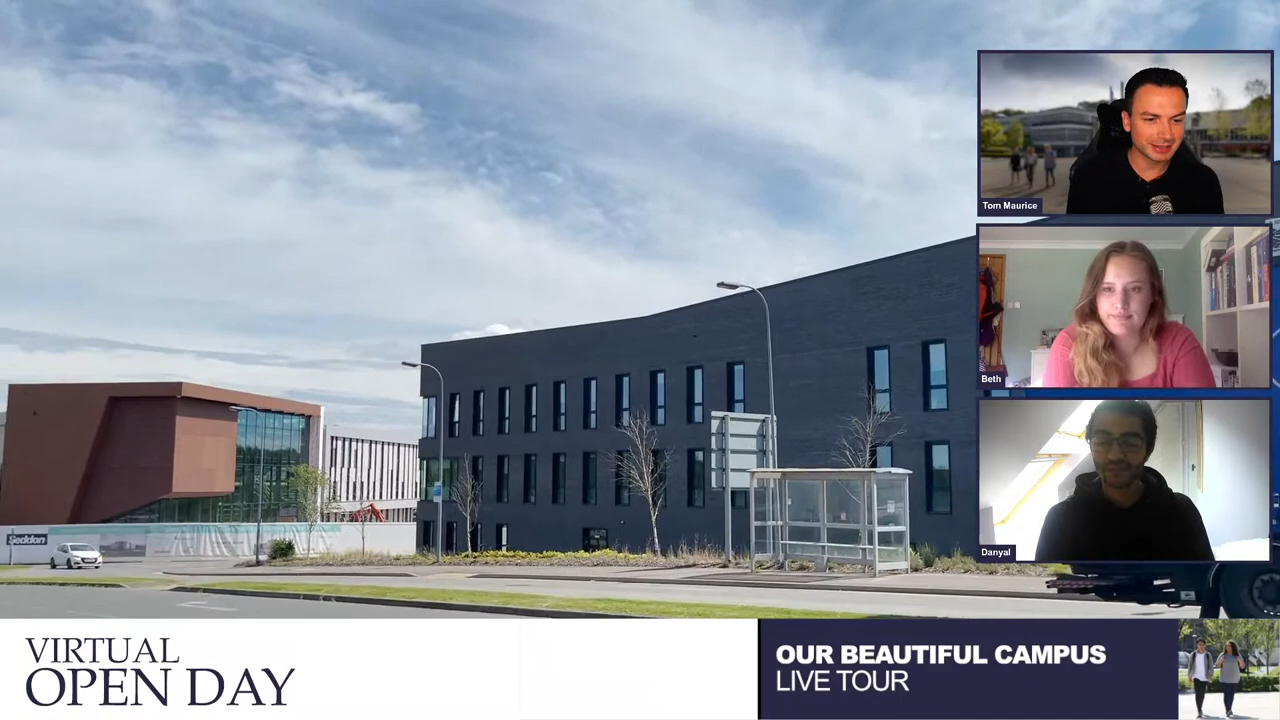 Tom Maurice
Beth
Danyal
Seddon
VIRTUAL
OPEN DAY
OUR BEAUTIFUL CAMPUS
LIVE TOUR